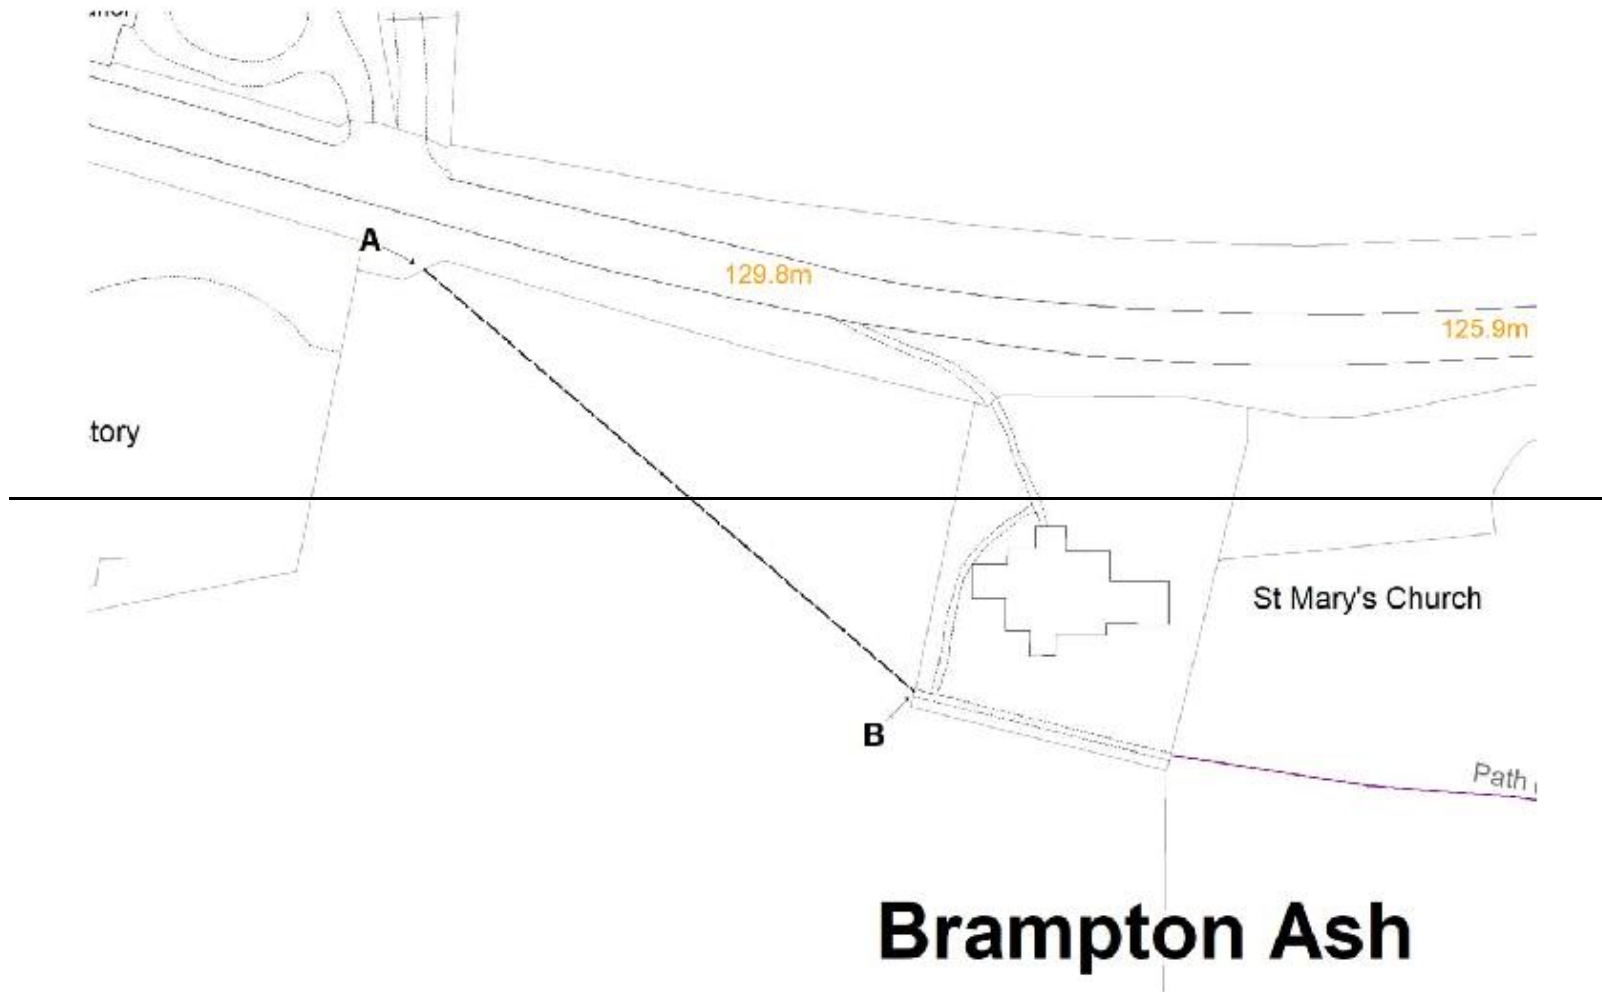 A
129.8m
125.9m
tory
St Mary's Church
B
Path
Brampton Ash